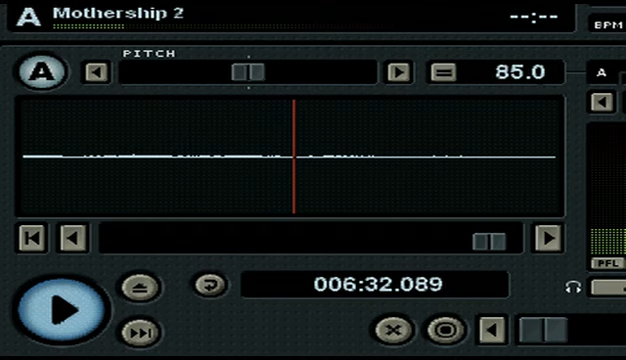 A Mothership 2 --:--
BPM
PITCH
A 85.0 A
PFL
006:32.089